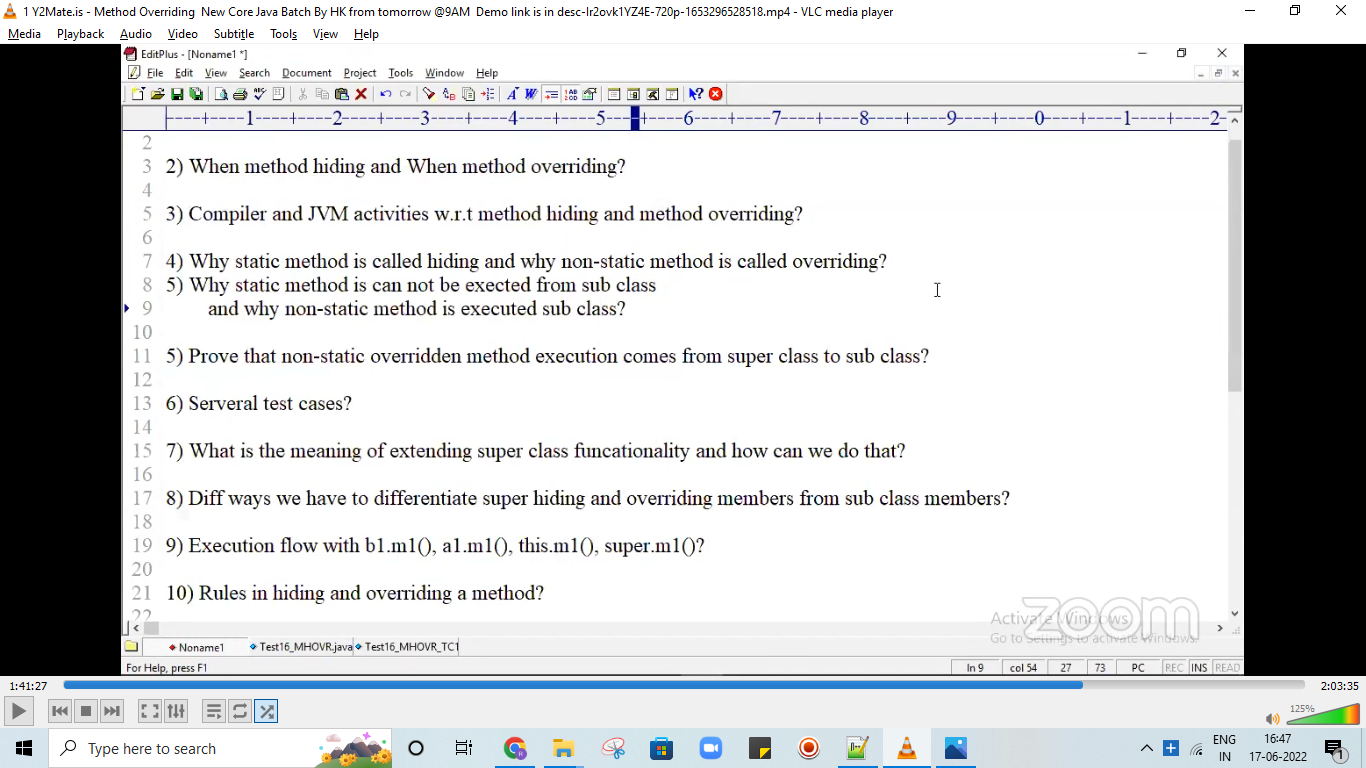 1 Y2Mate.is - Method Overriding  New Core Java Batch By HK from tomorrow @9AM  Demo link is in desc-Ir2ovk1YZ4E-720p-1653296528518.mp4 - VLC media player
Media Playback Audio Video Subtitle Tools View Help
EditPlus - [Noname1 *]
File Edit View Search Document Project Tools Window Help
----+----1----+----2----+----3----+----4----+----5----+----6----+----7----+----8----+----9----+----0----+----1----+----2-
2
3 2) When method hiding and When method overriding?
4
5 3) Compiler and JVM activities w.r.t method hiding and method overriding?
6
7 4) Why static method is called hiding and why non-static method is called overriding?
8 5) Why static method is can not be exected from sub class
9 and why non-static method is executed sub class?
10
11 5) Prove that non-static overridden method execution comes from super class to sub class?
12
13 6) Serveral test cases?
14
15 7) What is the meaning of extending super class funcationality and how can we do that?
16
17 8) Diff ways we have to differentiate super hiding and overriding members from sub class members?
18
19 9) Execution flow with b1.m1(), a1.m1(), this.m1(), super.m1()?
20
21 10) Rules in hiding and overriding a method?
22
Activate Windows
Go to Settings to activate Windows.
zoom
Noname1 Test16_MHOVR.java Test16_MHOVR_TC1
For Help, press F1 ln 9 col 54 27 73 PC REC INS READ
1:41:27 2:03:35
125%
Type here to search
ENG
IN
16:47
17-06-2022
1